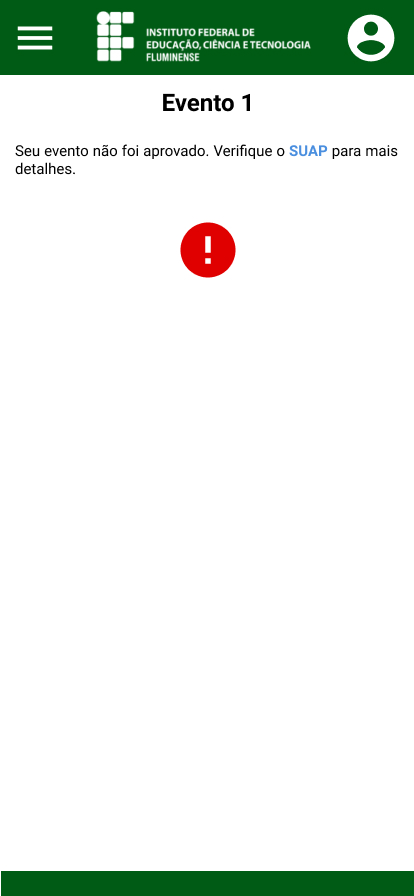 INSTITUTO FEDERAL DE
EDUCAÇÃO, CIÊNCIA E TECNOLOGIA
FLUMINENSE
Evento 1
Seu evento não foi aprovado. Verifique o SUAP para mais
detalhes.